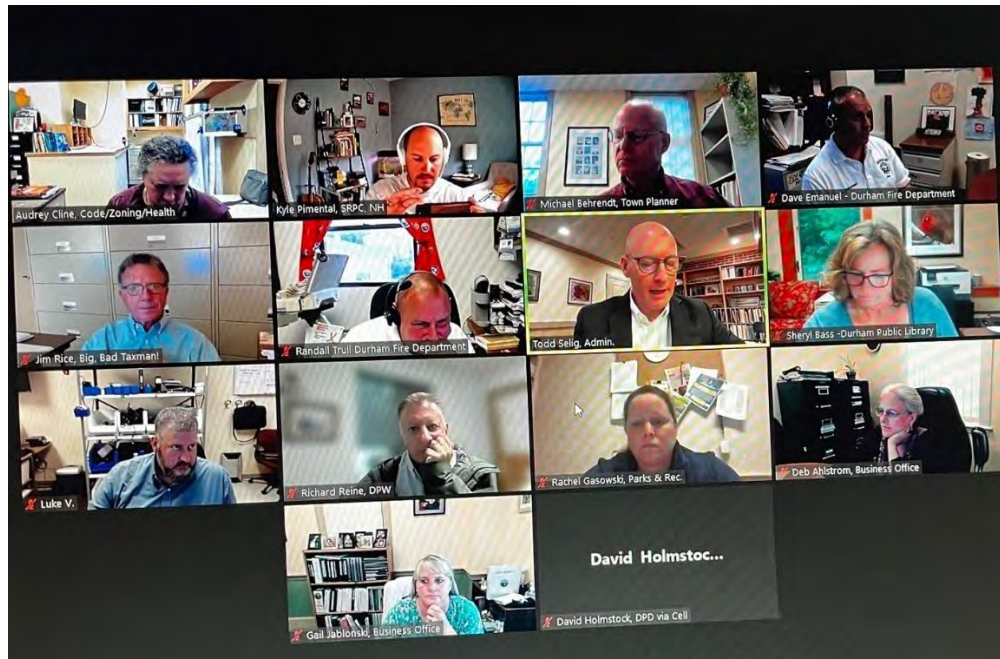 Audrey Cline, Code/Zoning/Health
Kyle Pimental, SRPC, NH
Michael Behrendt, Town Planner
Dave Emanuel - Durham Fire Department
Jim Rice, Big, Bad Taxman!
Randall Trull Durham Fire Department
Todd Selig, Admin.
Sheryl Bass -Durham Public Library
Luke V.
Richard Reine, DPW
Rachel Gasowski, Parks & Rec.
Deb Ahlstrom, Business Office
Gail Jablonski, Business Office
David Holmstoc...
David Holmstock, DPD via Cell